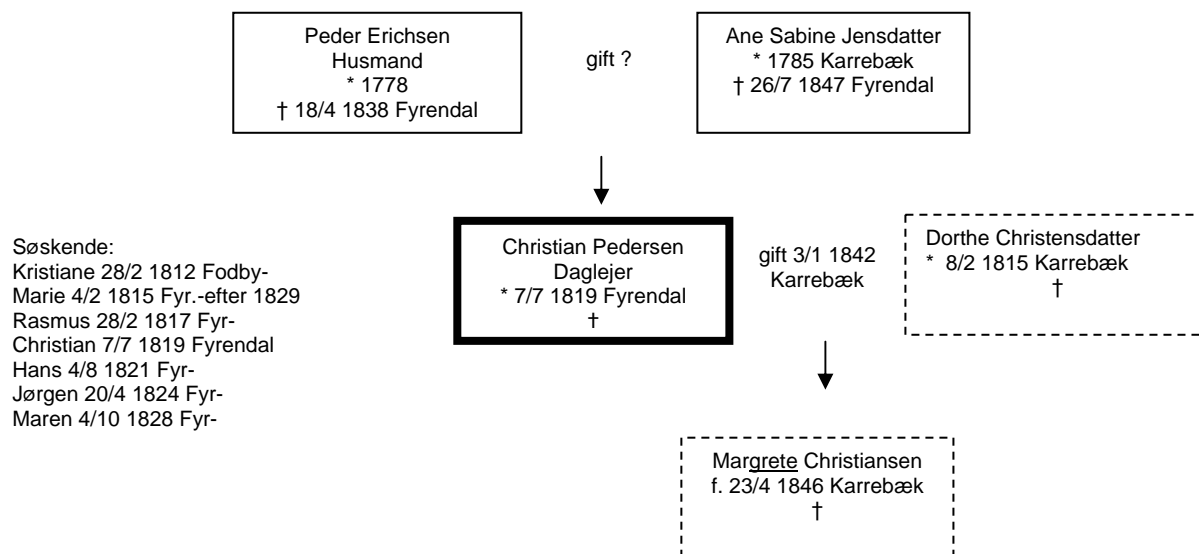 Peder Erichsen
Husmand
* 1778
† 18/4 1838 Fyrendal
gift ?
Ane Sabine Jensdatter
* 1785 Karrebæk
† 26/7 1847 Fyrendal
Søskende:
Kristiane 28/2 1812 Fodby-
Marie 4/2 1815 Fyr.-efter 1829
Rasmus 28/2 1817 Fyr-
Christian 7/7 1819 Fyrendal
Hans 4/8 1821 Fyr-
Jørgen 20/4 1824 Fyr-
Maren 4/10 1828 Fyr-
Christian Pedersen
Daglejer
* 7/7 1819 Fyrendal
†
gift 3/1 1842
Karrebæk
Dorthe Christensdatter
* 8/2 1815 Karrebæk
†
Margrete Christiansen
f. 23/4 1846 Karrebæk
†